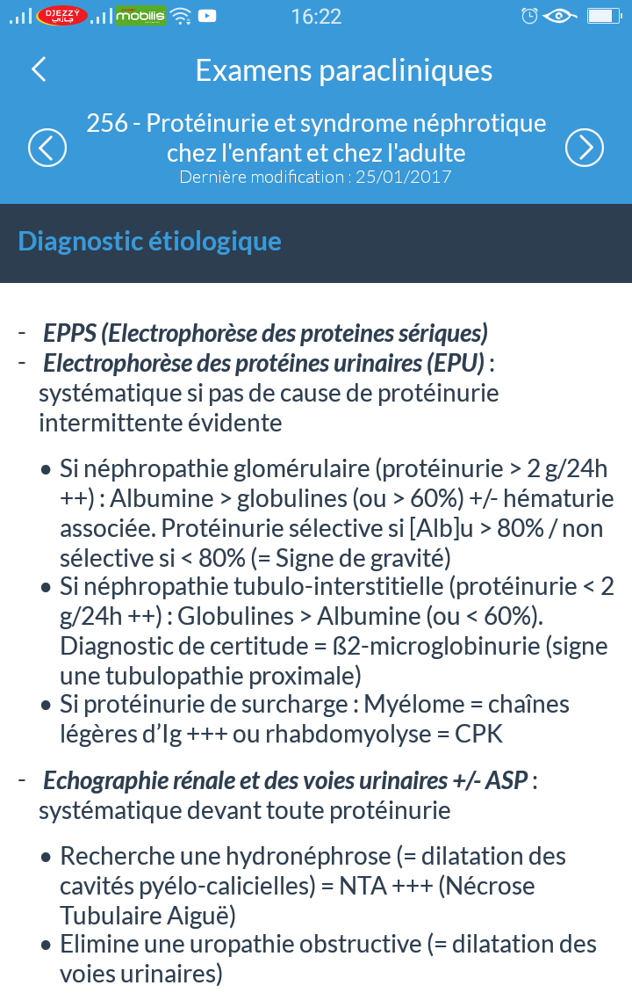 DJEZZY
جازي
mobilis
16:22
Examens paracliniques
256 - Protéinurie et syndrome néphrotique
chez l'enfant et chez l'adulte
Dernière modification : 25/01/2017
Diagnostic étiologique
- EPPS (Electrophorèse des proteines sériques)
- Electrophorèse des protéines urinaires (EPU) :
systématique si pas de cause de protéinurie
intermittente évidente
• Si néphropathie glomérulaire (protéinurie > 2 g/24h
++) : Albumine > globulines (ou > 60%) +/- hématurie
associée. Protéinurie sélective si [Alb]u > 80% / non
sélective si < 80% (= Signe de gravité)
• Si néphropathie tubulo-interstitielle (protéinurie < 2
g/24h ++) : Globulines > Albumine (ou < 60%).
Diagnostic de certitude = ß2-microglobinurie (signe
une tubulopathie proximale)
• Si protéinurie de surcharge : Myélome = chaînes
légères d’Ig +++ ou rhabdomyolyse = CPK
- Echographie rénale et des voies urinaires +/- ASP :
systématique devant toute protéinurie
• Recherche une hydronéphrose (= dilatation des
cavités pyélo-calicielles) = NTA +++ (Nécrose
Tubulaire Aiguë)
• Elimine une uropathie obstructive (= dilatation des
voies urinaires)